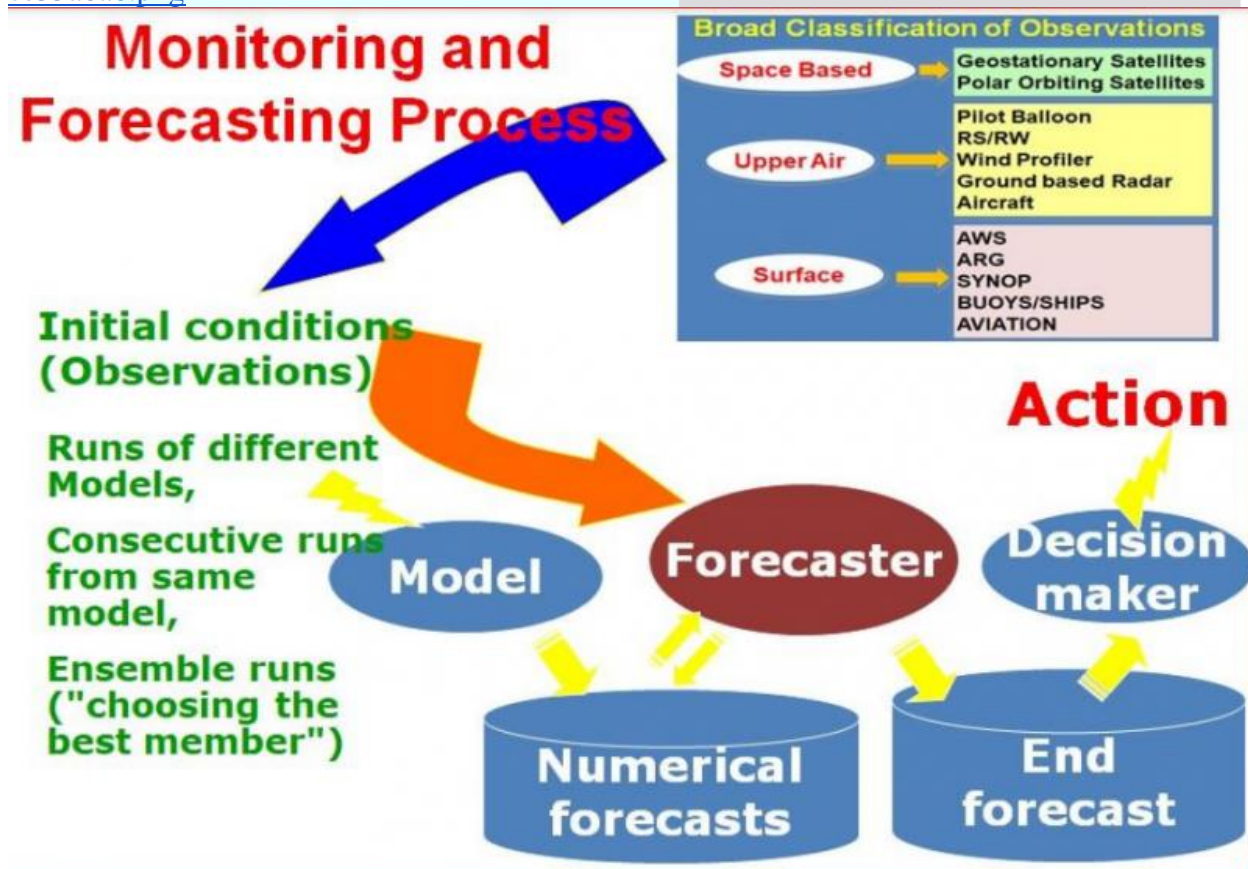 Monitoring and
Forecasting Process
Broad Classification of Observations
Space Based
Geostationary Satellites
Polar Orbiting Satellites
Upper Air
Pilot Balloon
RS/RW
Wind Profiler
Ground based Radar
Aircraft
Surface
AWS
ARG
SYNOP
BUOYS/SHIPS
AVIATION
Initial conditions
(Observations)
Runs of different
Models,
Consecutive runs
from same
model,
Ensemble runs
("choosing the
best member")
Model
Forecaster
Action
Decision
maker
Numerical
forecasts
End
forecast